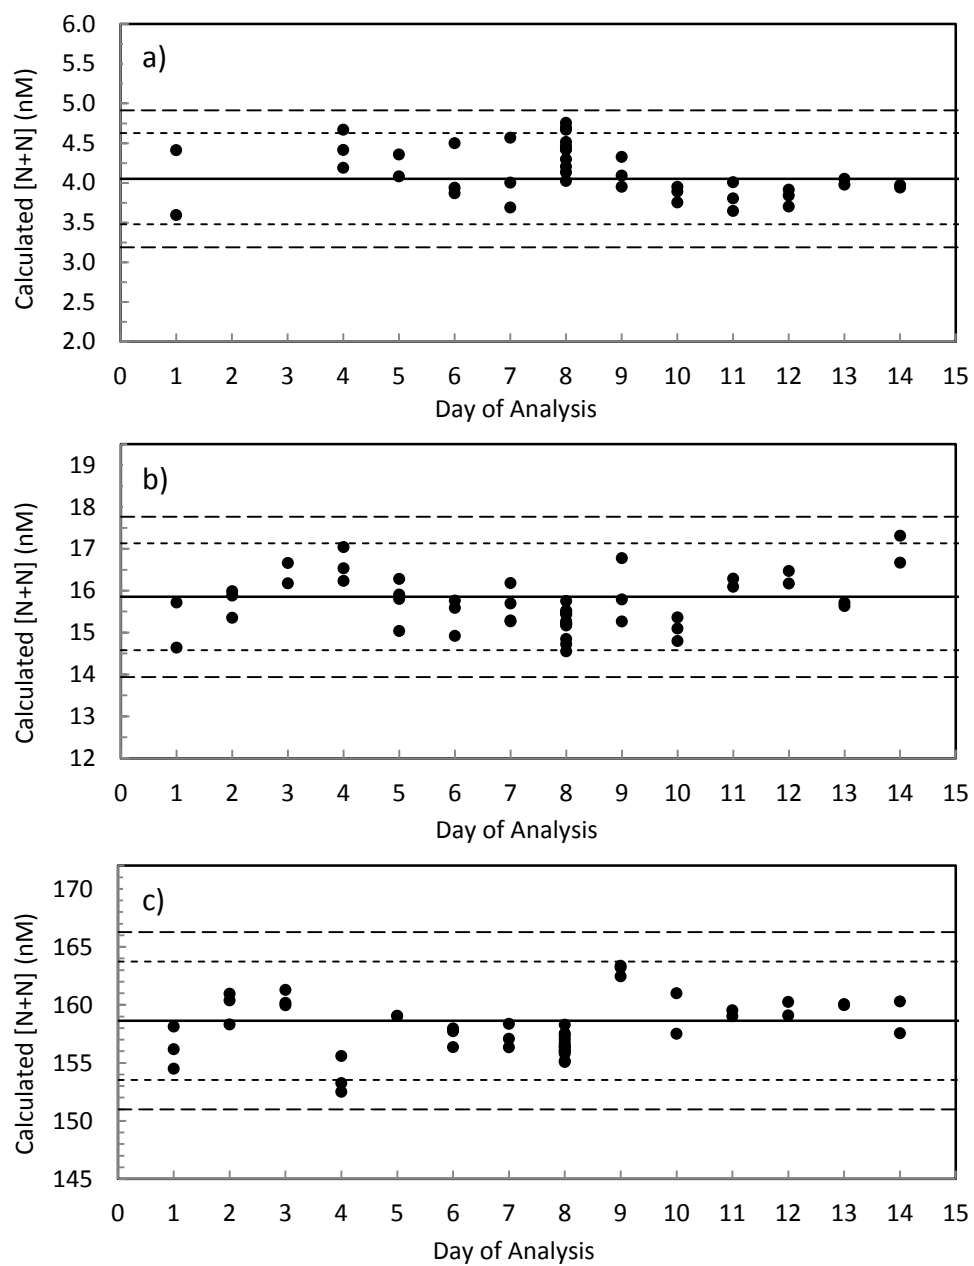 6.0
a)
5.5
5.0
4.5
4.0
3.5
3.0
2.5
2.0
Calculated [N+N] (nM)
0 1 2 3 4 5 6 7 8 9 10 11 12 13 14 15
Day of Analysis
b)
19
18
17
16
15
14
13
12
Calculated [N+N] (nM)
0 1 2 3 4 5 6 7 8 9 10 11 12 13 14 15
Day of Analysis
c)
170
165
160
155
150
145
Calculated [N+N] (nM)
0 1 2 3 4 5 6 7 8 9 10 11 12 13 14 15
Day of Analysis